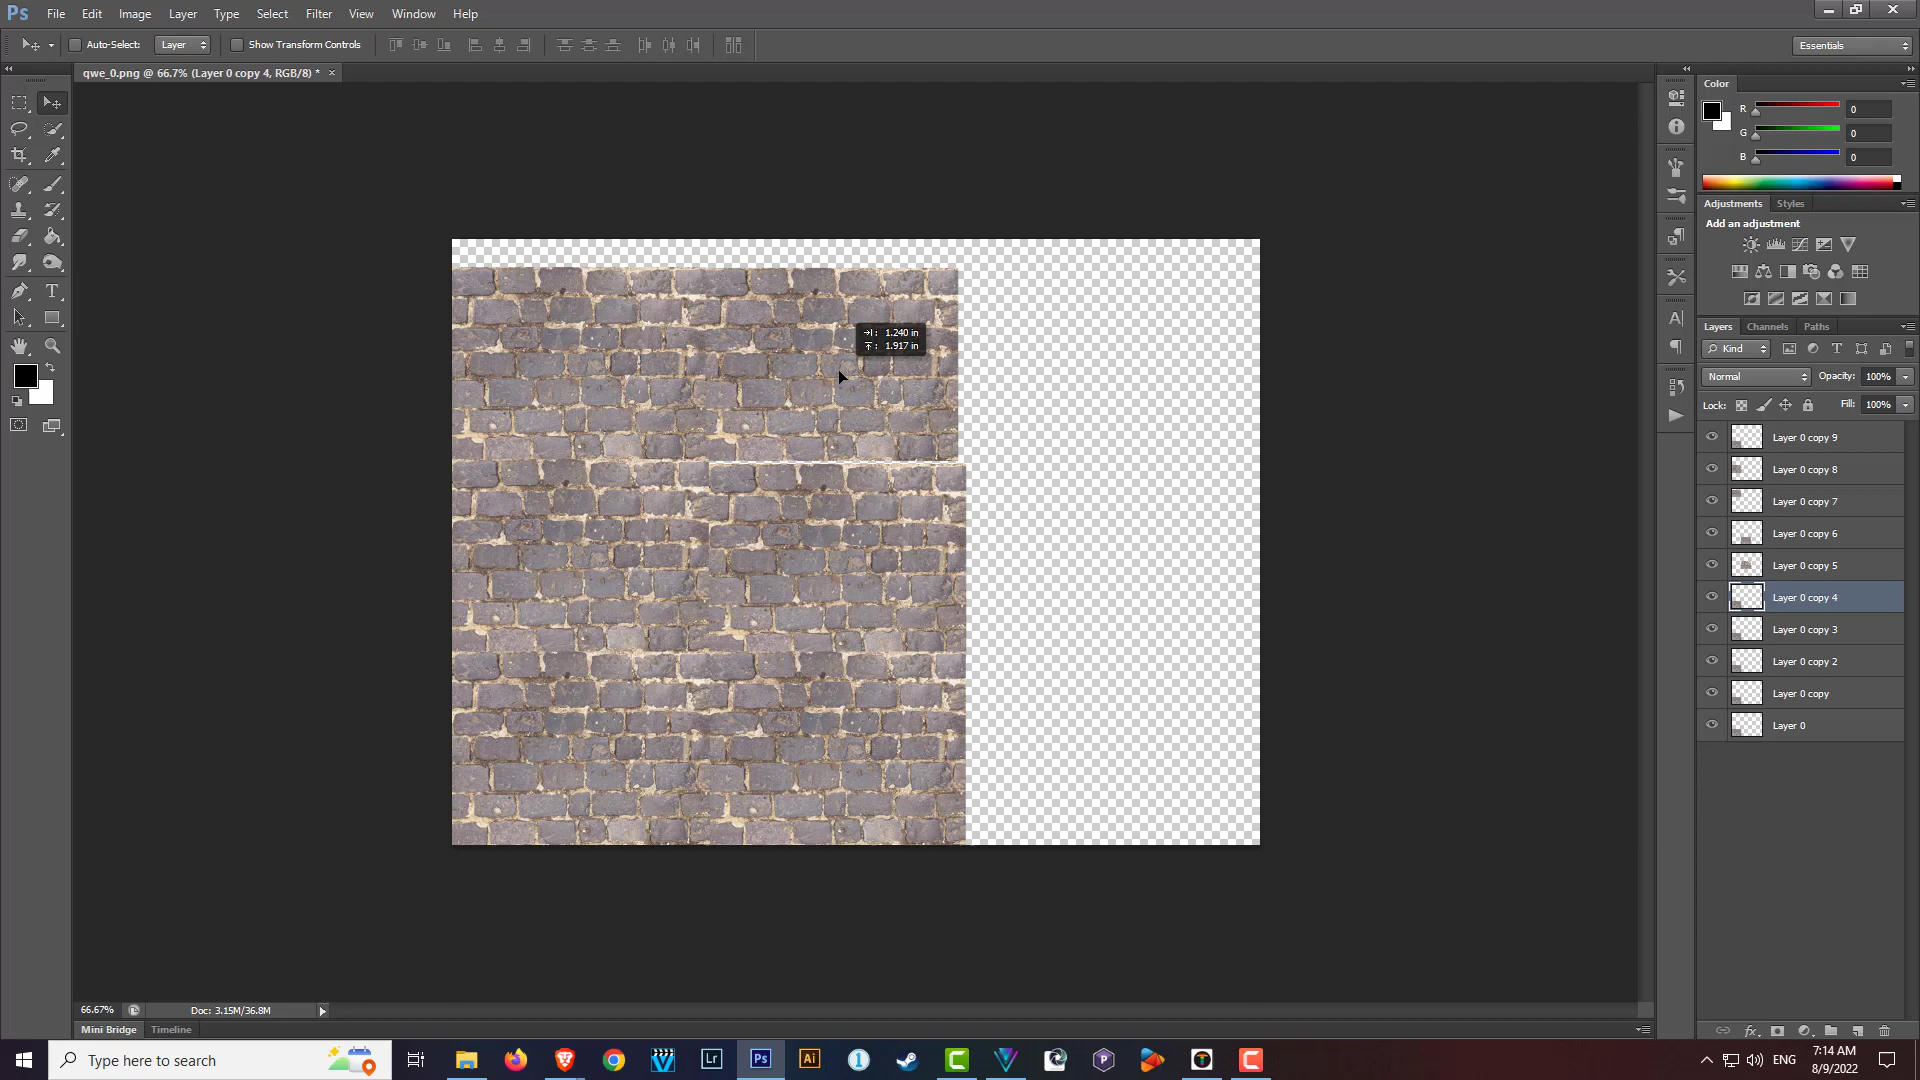 Ps File Edit Image Layer Type Select Filter View Window Help
Auto-Select: Layer Show Transform Controls Essentials
qwe_0.png @ 66.7% (Layer 0 copy 4, RGB/8) * ×
Color
R 0
G 0
B 0
Adjustments Styles
Add an adjustment
Layers Channels Paths
Kind
Normal Opacity: 100%
Lock: Fill: 100%
Layer 0 copy 9
Layer 0 copy 8
Layer 0 copy 7
Layer 0 copy 6
Layer 0 copy 5
Layer 0 copy 4
Layer 0 copy 3
Layer 0 copy 2
Layer 0 copy
Layer 0
: 1.240 in
: 1.917 in
66.67% Doc: 3.15M/36.8M
Mini Bridge Timeline
Type here to search
Lr Ps Ai
ENG 7:14 AM
8/9/2022